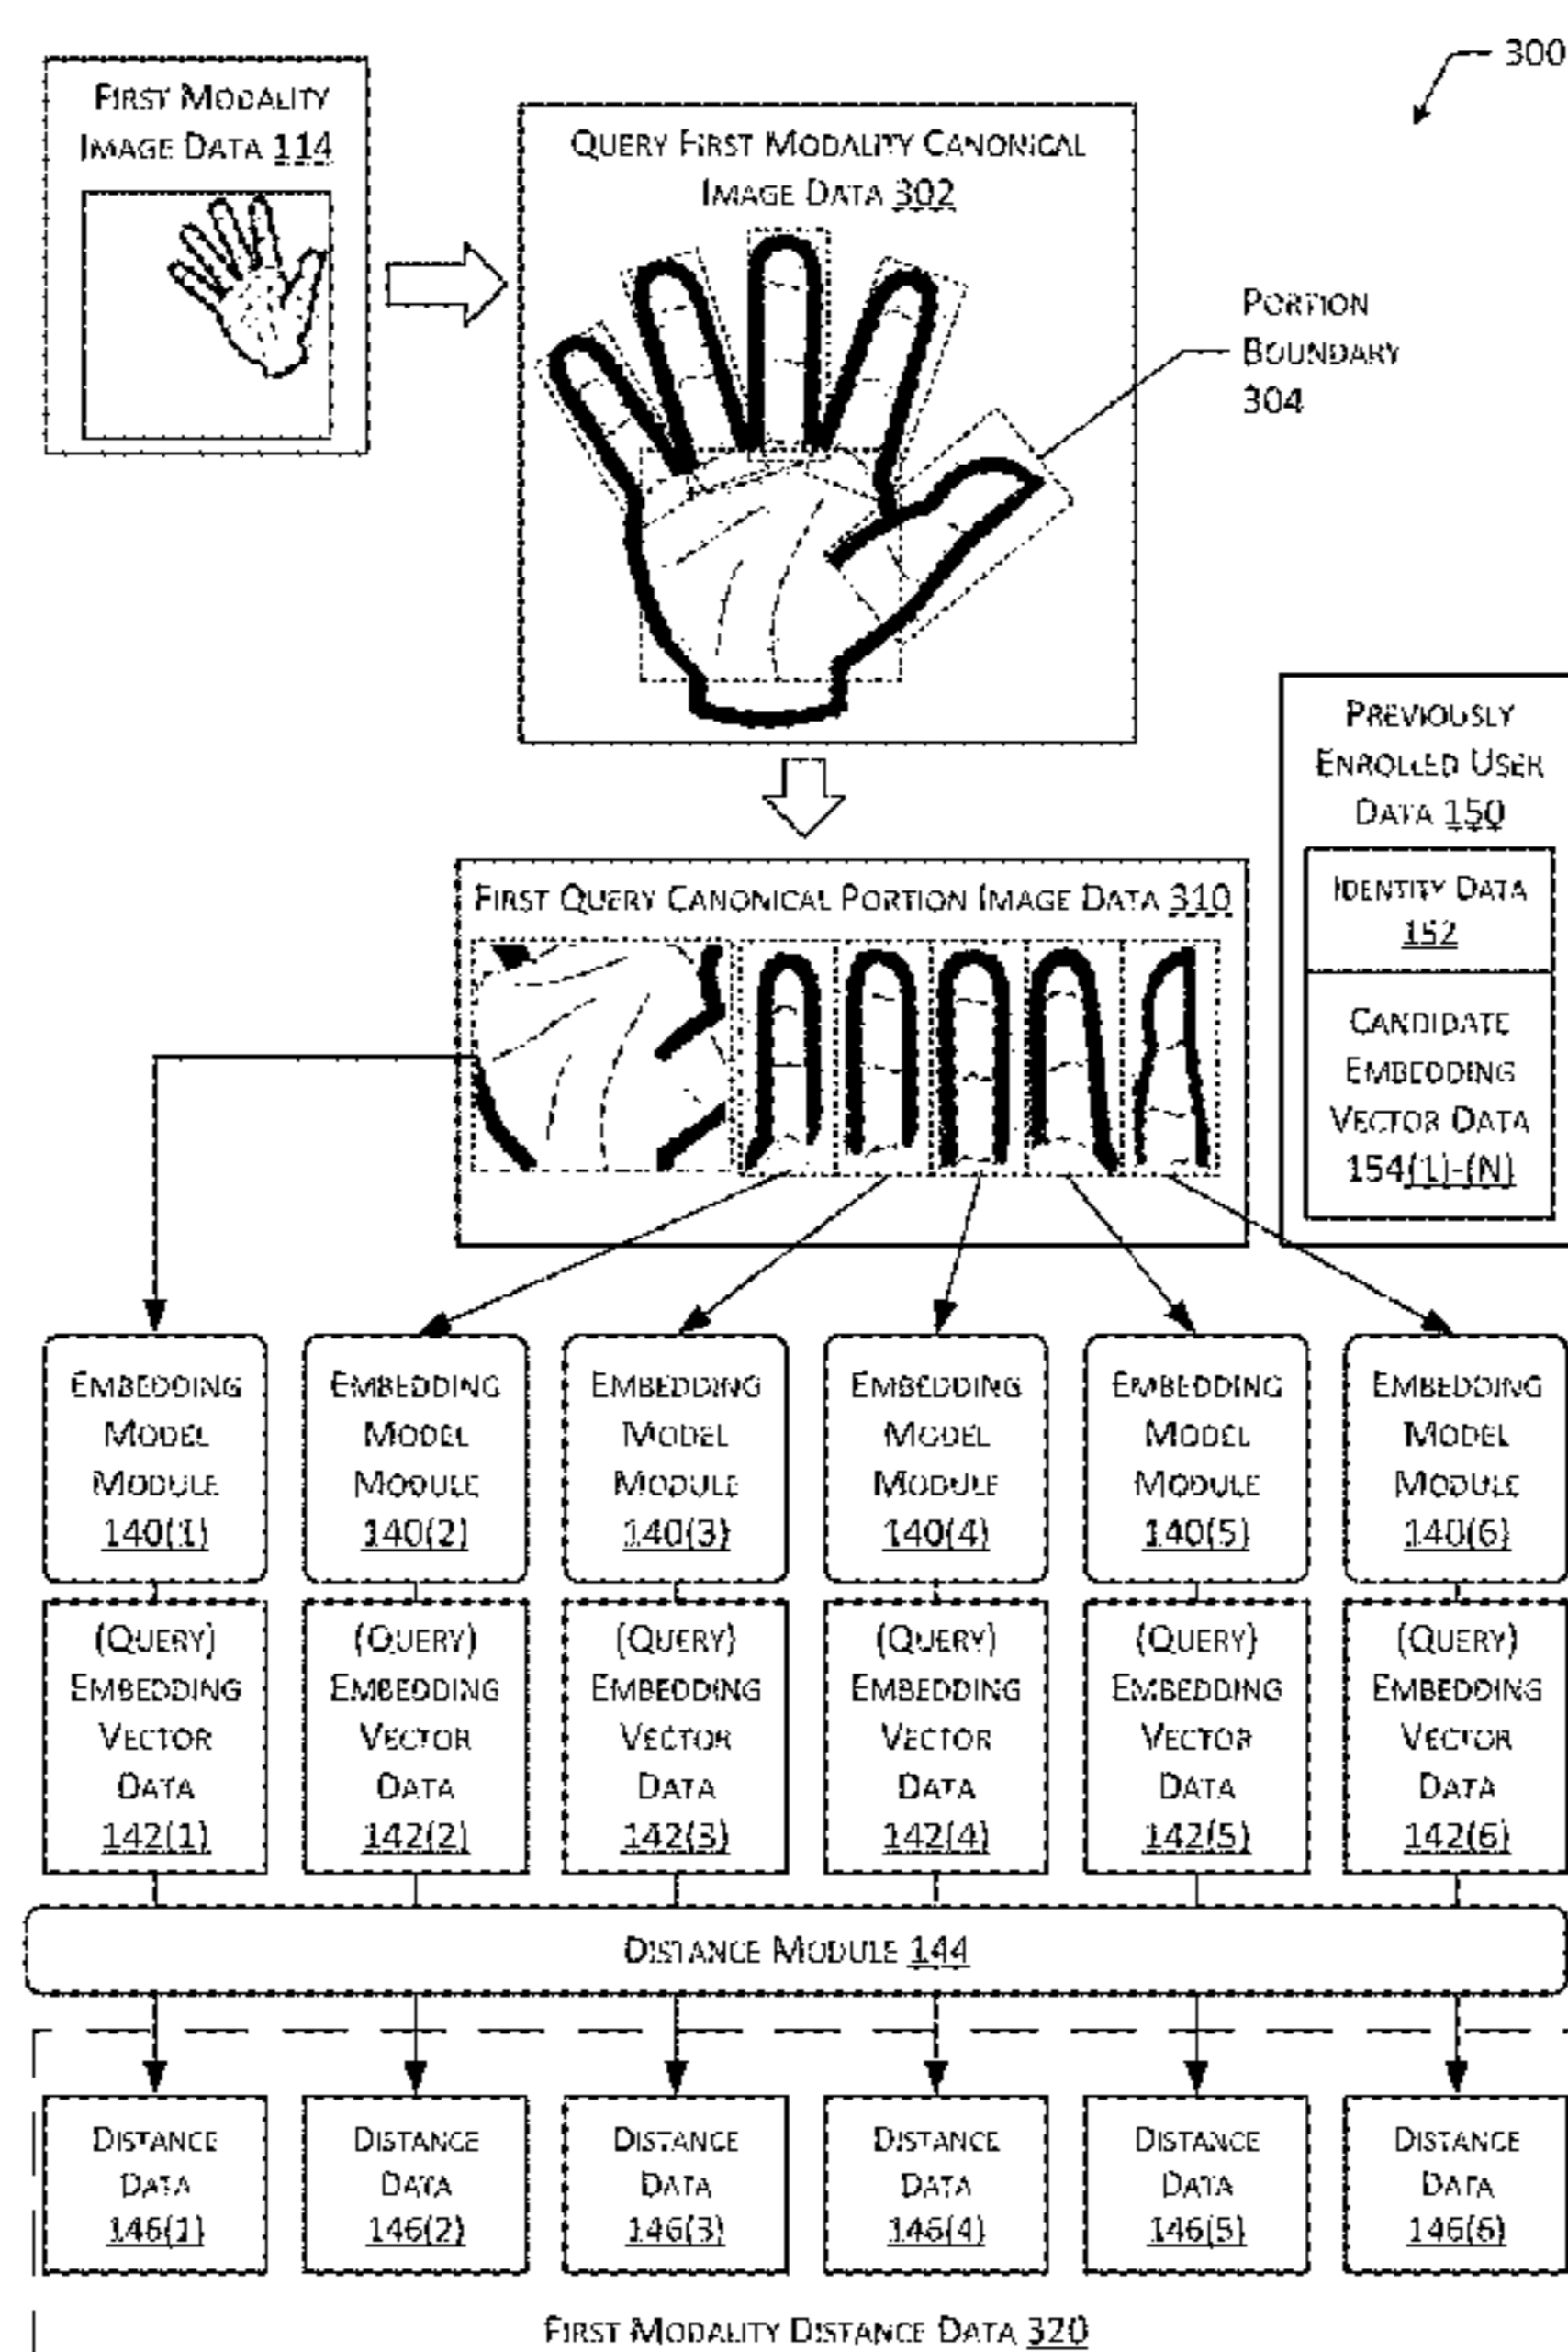 300
FIRST MODALITY
IMAGE DATA 114
QUERY FIRST MODALITY CANONICAL
IMAGE DATA 302
PORTION
BOUNDARY
304
PREVIOUSLY
ENROLLED USER
DATA 150
IDENTITY DATA
152
CANDIDATE
EMBEDDING
VECTOR DATA
154(1)-(N)
FIRST QUERY CANONICAL PORTION IMAGE DATA 310
EMBEDDING
MODEL
MODULE
140(1)
EMBEDDING
MODEL
MODULE
140(2)
EMBEDDING
MODEL
MODULE
140(3)
EMBEDDING
MODEL
MODULE
140(4)
EMBEDDING
MODEL
MODULE
140(5)
EMBEDDING
MODEL
MODULE
140(6)
(QUERY)
EMBEDDING
VECTOR
DATA
142(1)
(QUERY)
EMBEDDING
VECTOR
DATA
142(2)
(QUERY)
EMBEDDING
VECTOR
DATA
142(3)
(QUERY)
EMBEDDING
VECTOR
DATA
142(4)
(QUERY)
EMBEDDING
VECTOR
DATA
142(5)
(QUERY)
EMBEDDING
VECTOR
DATA
142(6)
DISTANCE MODULE 144
DISTANCE
DATA
146(1)
DISTANCE
DATA
146(2)
DISTANCE
DATA
146(3)
DISTANCE
DATA
146(4)
DISTANCE
DATA
146(5)
DISTANCE
DATA
146(6)
FIRST MODALITY DISTANCE DATA 320